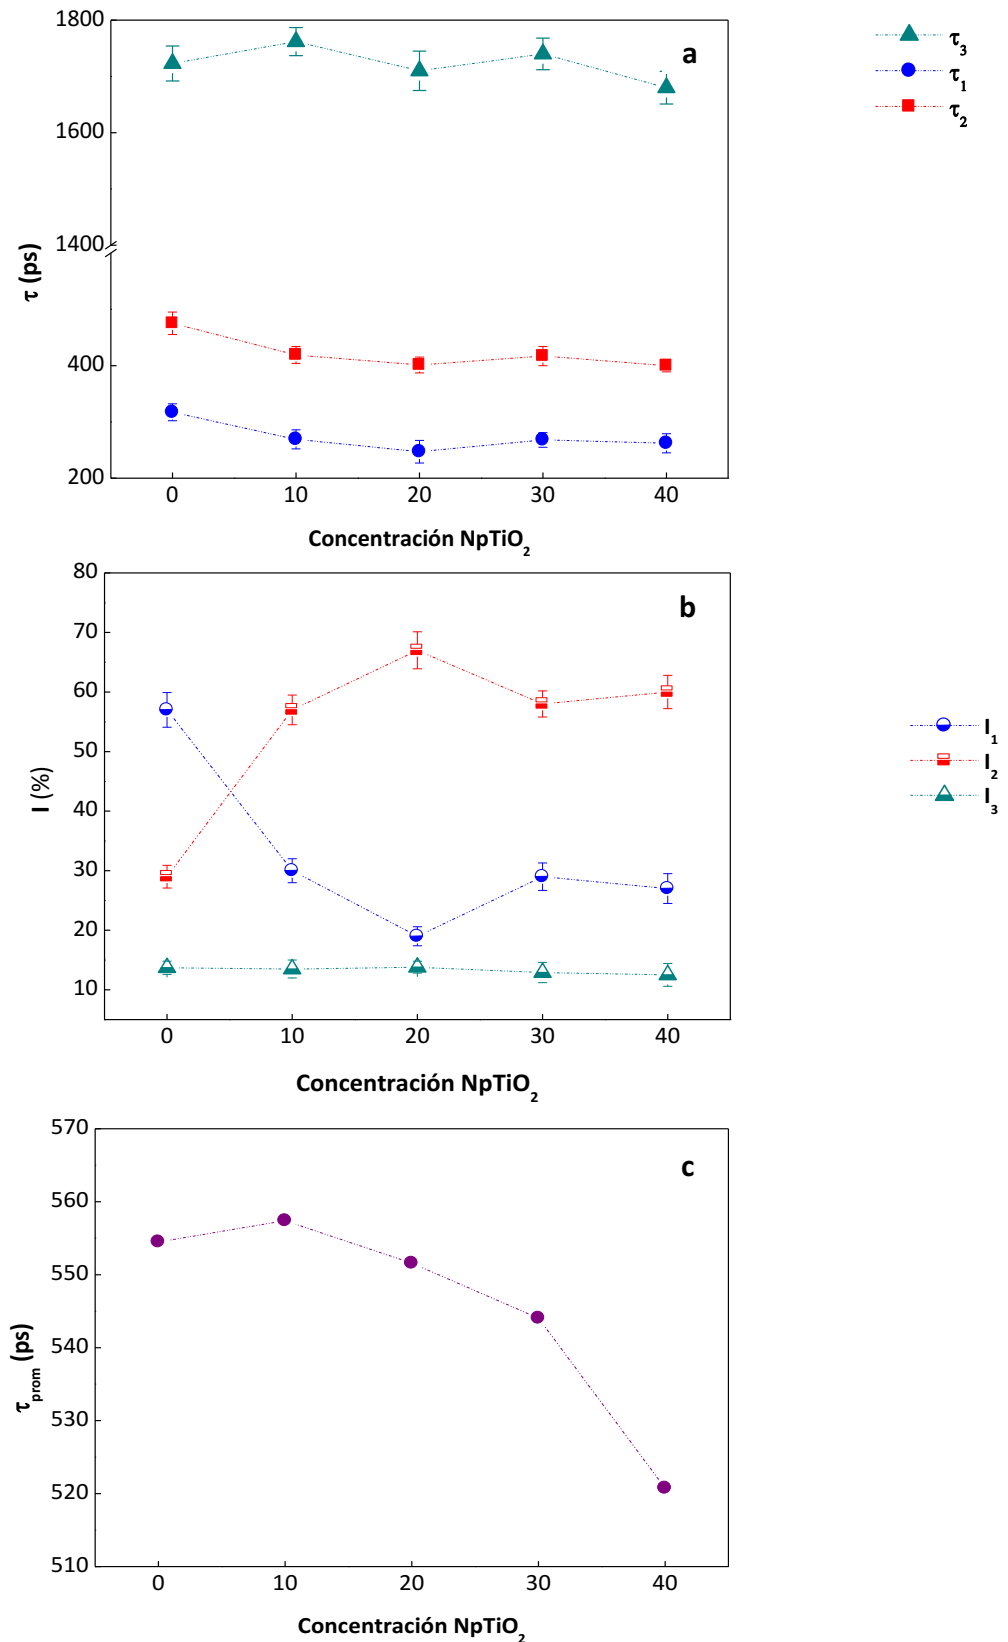 1800
1600
1400
400
200
0 10 20 30 40
τ (ps)
Concentración NpTiO2
a
τ3
τ1
τ2
80
70
60
50
40
30
20
10
0 10 20 30 40
I (%)
Concentración NpTiO2
b
I1
I2
I3
570
560
550
540
530
520
510
0 10 20 30 40
τprom (ps)
Concentración NpTiO2
c